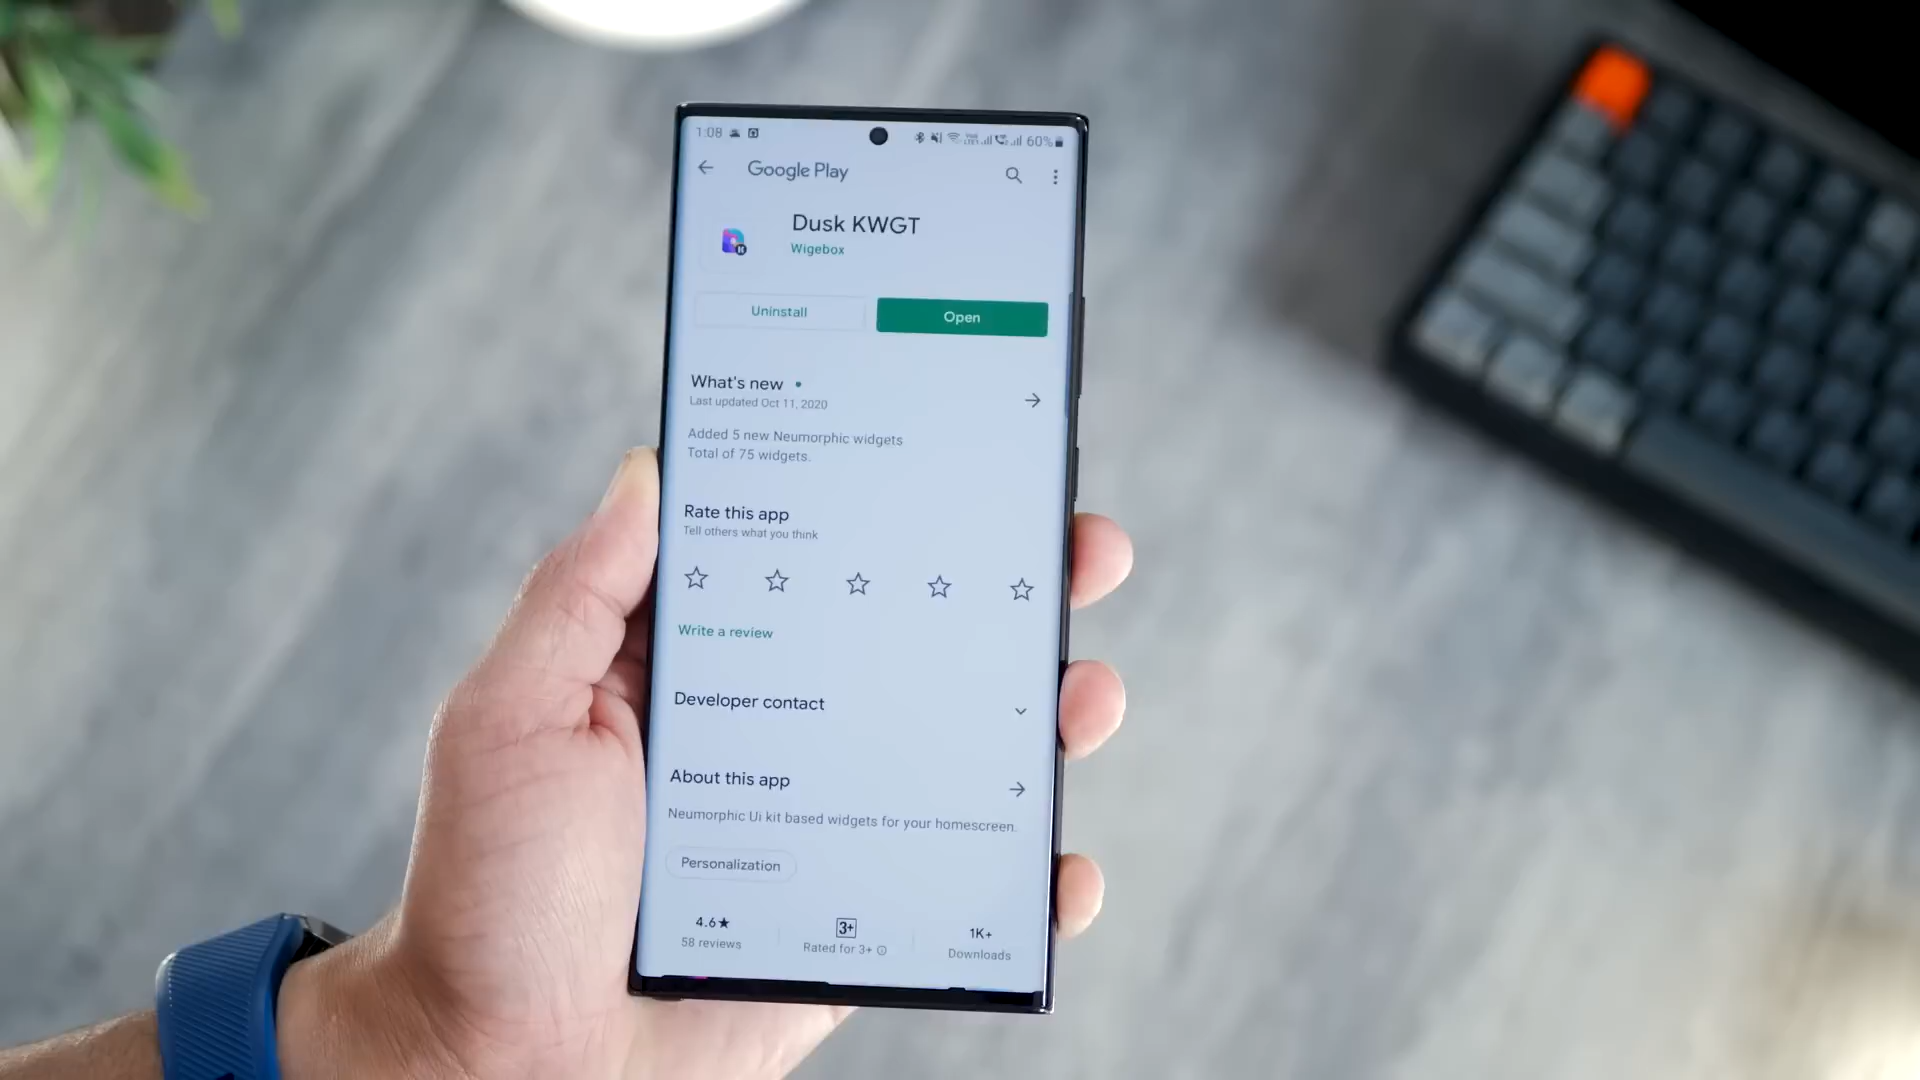 1:08 60%
Google Play
Dusk KWGT
Wigebox
Uninstall Open
What's new
Last updated Oct 11, 2020
Added 5 new Neumorphic widgets
Total of 75 widgets.
Rate this app
Tell others what you think
Write a review
Developer contact
About this app
Neumorphic Ui kit based widgets for your homescreen.
Personalization
4.6★ 3+ 1K+
58 reviews Rated for 3+ Downloads